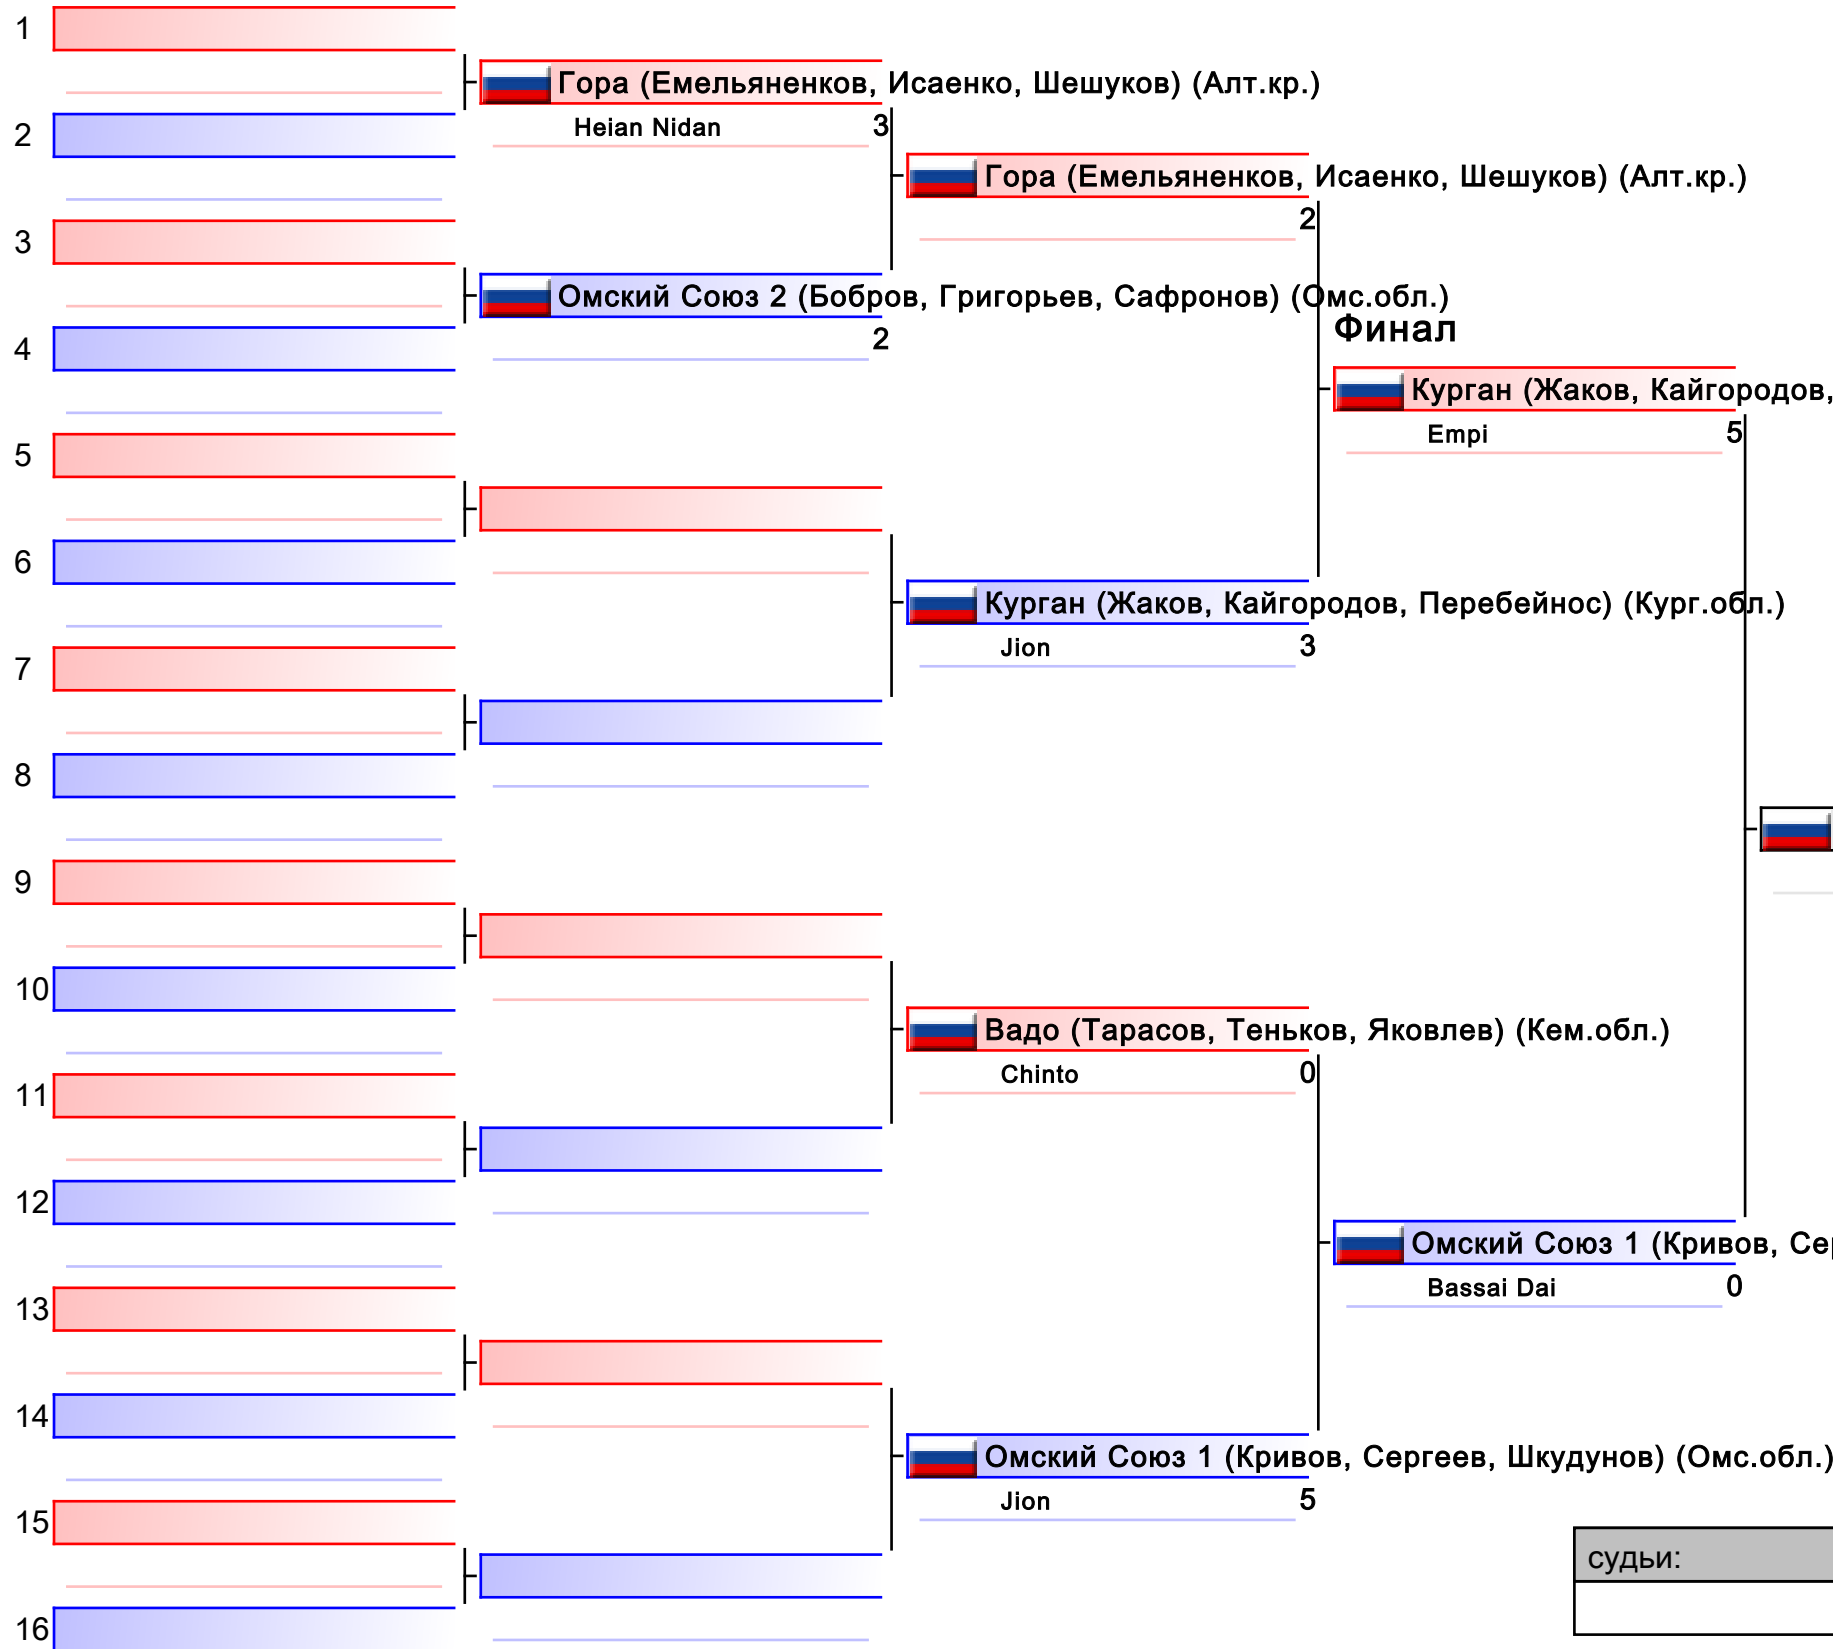 1
Гора (Емельяненков, Исаенко, Шешуков) (Алт.кр.)
Heian Nidan 3
2
Гора (Емельяненков, Исаенко, Шешуков) (Алт.кр.)
2
3
Омский Союз 2 (Бобров, Григорьев, Сафронов) (Омс.обл.)
2
Финал
4
Курган (Жаков, Кайгородов,
Empi 5
5
6
Курган (Жаков, Кайгородов, Перебейнос) (Кург.обл.)
Jion 3
7
8
9
10
Вадо (Тарасов, Теньков, Яковлев) (Кем.обл.)
Chinto 0
11
12
Омский Союз 1 (Кривов, Сер
Bassai Dai 0
13
14
Омский Союз 1 (Кривов, Сергеев, Шкудунов) (Омс.обл.)
Jion 5
15
судьи:
16